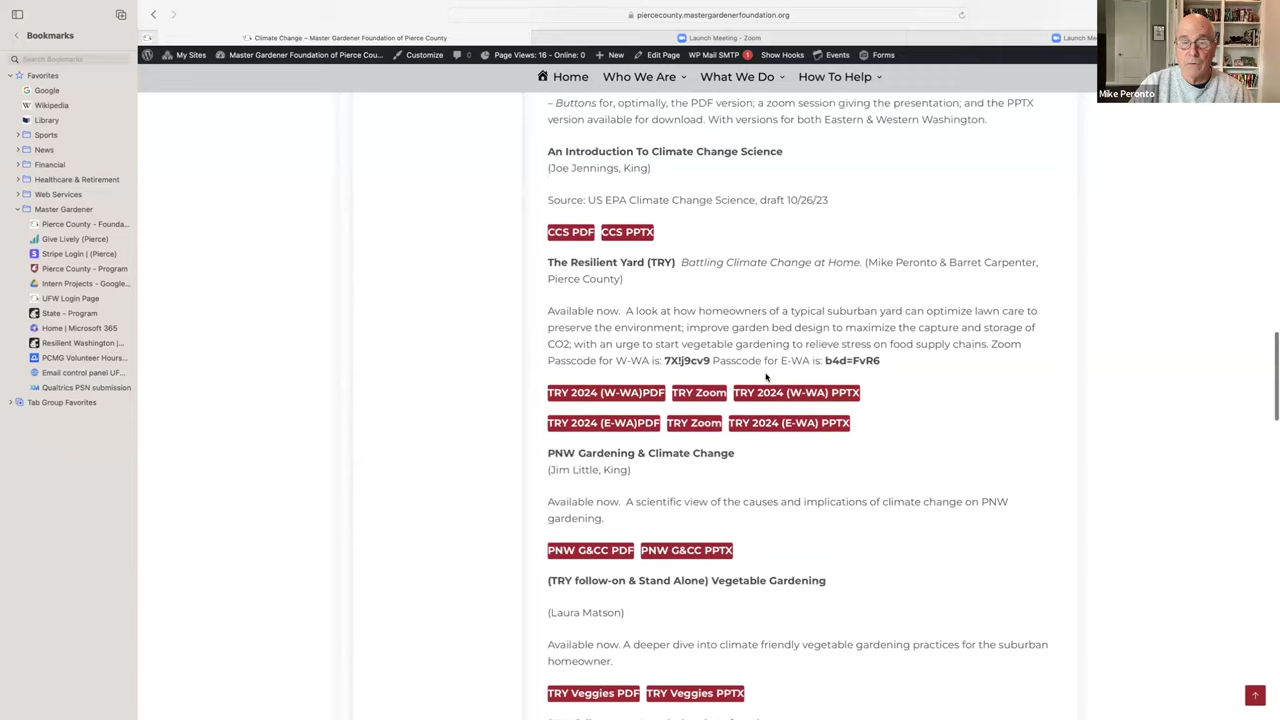 Bookmarks
Search Bookmarks
Favorites
Google
Wikipedia
Library
Sports
News
Financial
Healthcare & Retirement
Web Services
Master Gardener
Pierce County - Founda...
Give Lively (Pierce)
Stripe Login | (Pierce)
Pierce County - Program
Intern Projects - Google...
UFW Login Page
State – Program
Home | Microsoft 365
Resilient Washington |...
PCMG Volunteer Hours...
Email control panel UF...
Qualtrics PSN submission
Tab Group Favorites
piercecounty.mastergardenerfoundation.org
Climate Change – Master Gardener Foundation of Pierce County
Launch Meeting - Zoom
Launch Me
My Sites
Master Gardener Foundation of Pierce Cou...
Customize
0
Page Views: 16 - Online: 0
New
Edit Page
WP Mail SMTP
Show Hooks
Events
Forms
Home
Who We Are
What We Do
How To Help
– Buttons for, optimally, the PDF version; a zoom session giving the presentation; and the PPTX
version available for download. With versions for both Eastern & Western Washington.
An Introduction To Climate Change Science
(Joe Jennings, King)
Source: US EPA Climate Change Science, draft 10/26/23
CCS PDF CCS PPTX
The Resilient Yard (TRY) Battling Climate Change at Home. (Mike Peronto & Barret Carpenter,
Pierce County)
Available now. A look at how homeowners of a typical suburban yard can optimize lawn care to
preserve the environment; improve garden bed design to maximize the capture and storage of
CO2; with an urge to start vegetable gardening to relieve stress on food supply chains. Zoom
Passcode for W-WA is: 7X!j9cv9 Passcode for E-WA is: b4d=FvR6
TRY 2024 (W-WA)PDF TRY Zoom TRY 2024 (W-WA) PPTX
TRY 2024 (E-WA)PDF TRY Zoom TRY 2024 (E-WA) PPTX
PNW Gardening & Climate Change
(Jim Little, King)
Available now. A scientific view of the causes and implications of climate change on PNW
gardening.
PNW G&CC PDF PNW G&CC PPTX
(TRY follow-on & Stand Alone) Vegetable Gardening
(Laura Matson)
Available now. A deeper dive into climate friendly vegetable gardening practices for the suburban
homeowner.
TRY Veggies PDF TRY Veggies PPTX
Mike Peronto